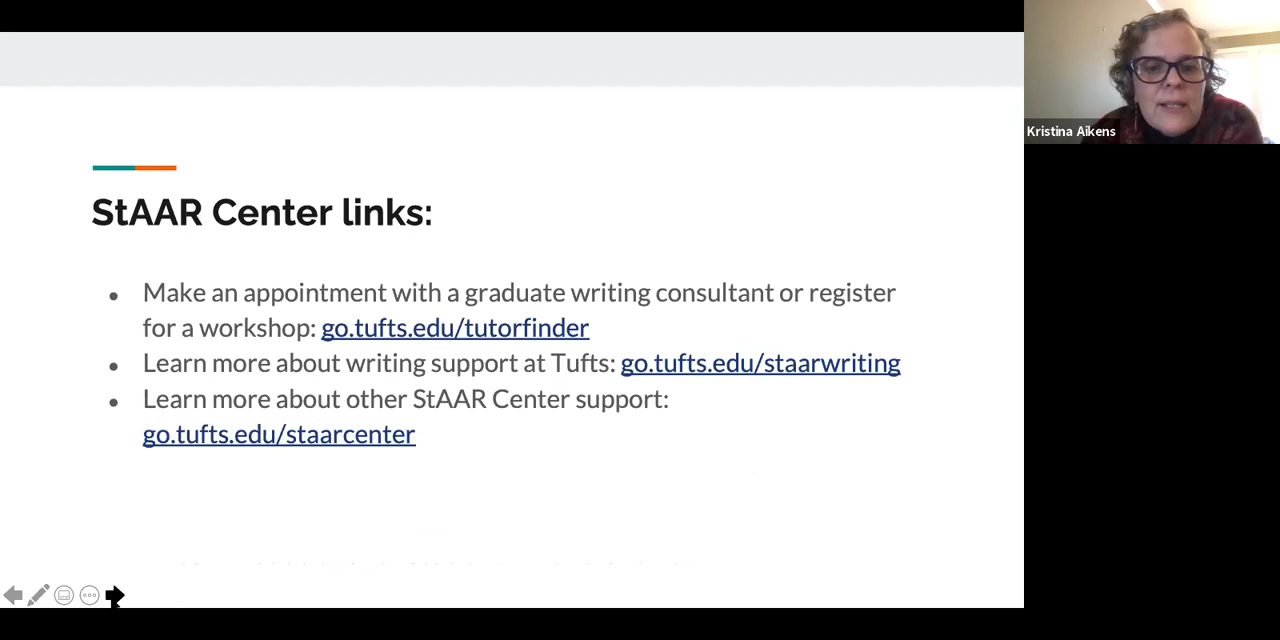 StAAR Center links:
● Make an appointment with a graduate writing consultant or register
for a workshop: go.tufts.edu/tutorfinder
● Learn more about writing support at Tufts: go.tufts.edu/staarwriting
● Learn more about other StAAR Center support:
go.tufts.edu/staarcenter
Kristina Aikens